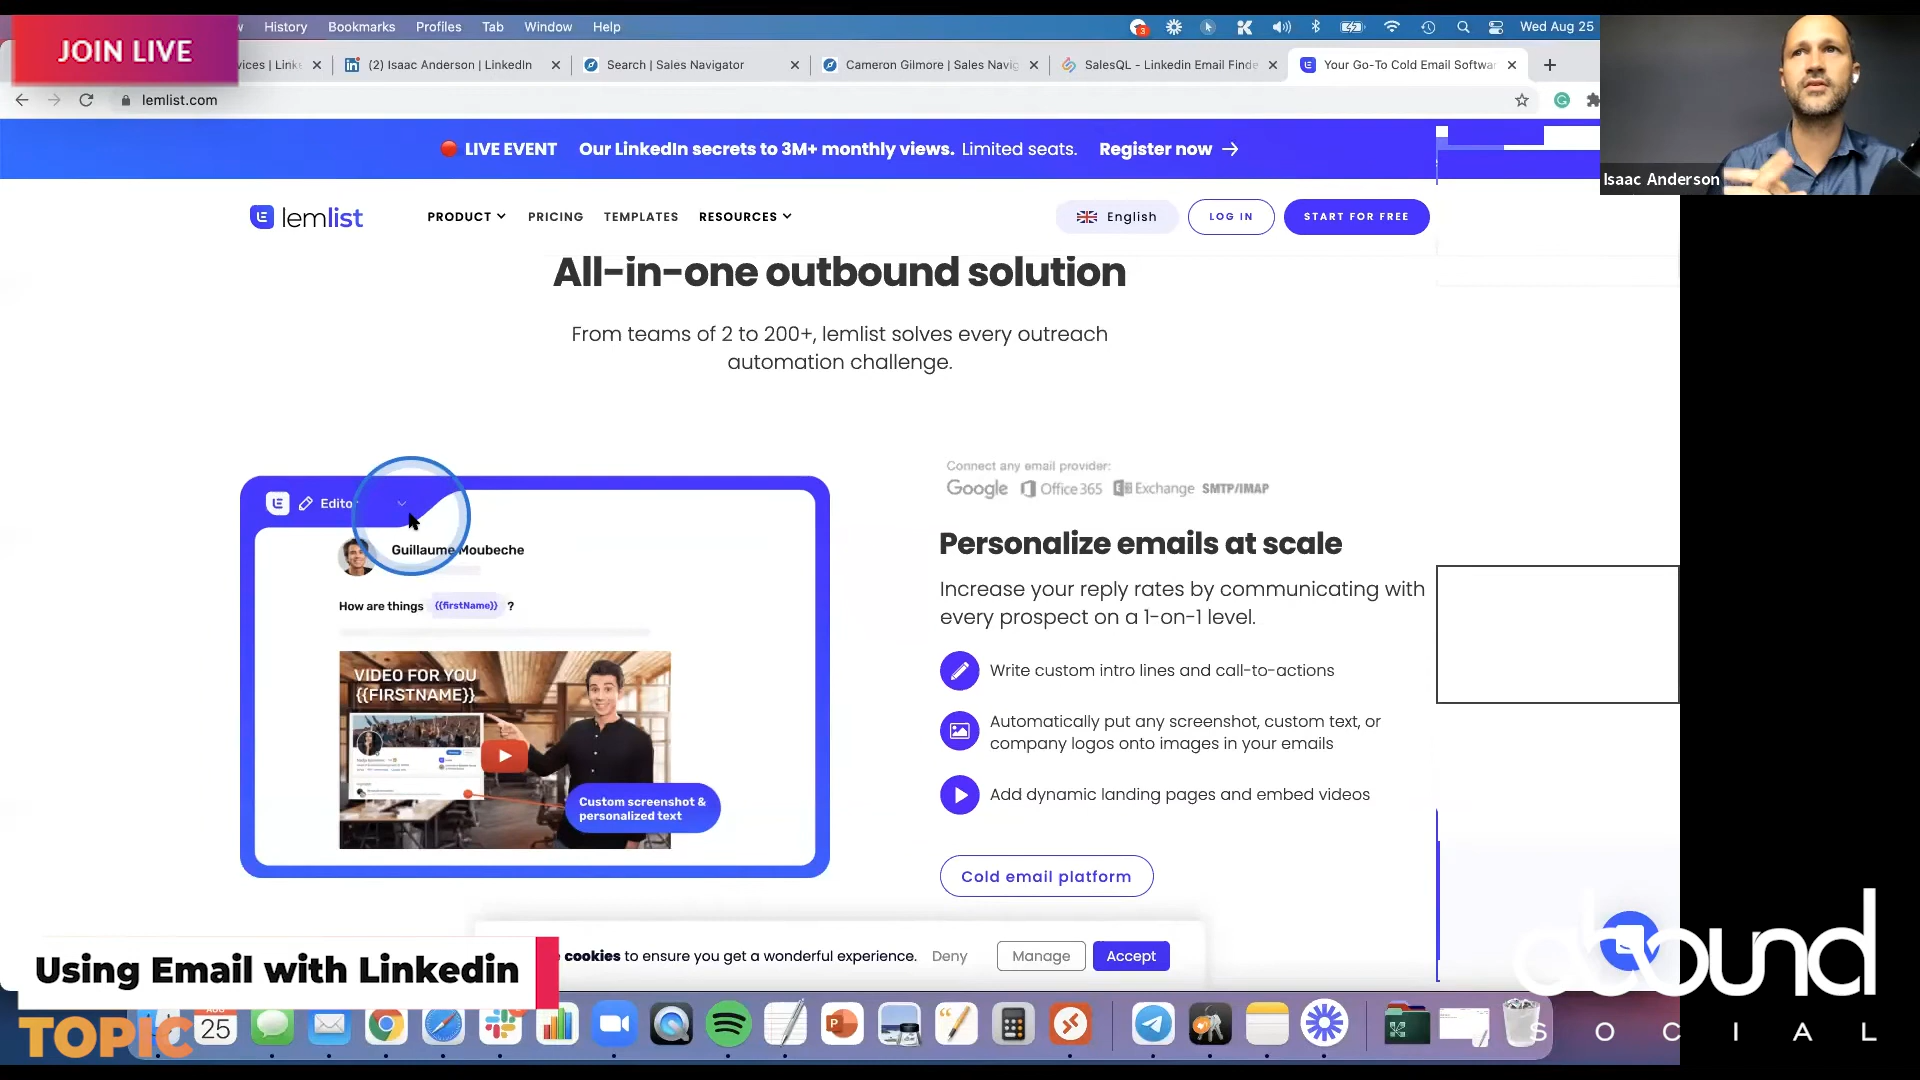 JOIN LIVE
History Bookmarks Profiles Tab Window Help
3
Wed Aug 25
(2) Isaac Anderson | LinkedIn
Search | Sales Navigator
Cameron Gilmore | Sales Navig
SalesQL - Linkedin Email Finde
Your Go-To Cold Email Softwar
lemlist.com
LIVE EVENT Our LinkedIn secrets to 3M+ monthly views. Limited seats. Register now →
Isaac Anderson
lemlist
PRODUCT PRICING TEMPLATES RESOURCES
English
LOG IN
START FOR FREE
All-in-one outbound solution
From teams of 2 to 200+, lemlist solves every outreach
automation challenge.
Editor
Guillaume Moubeche
How are things {{firstName}} ?
VIDEO FOR YOU
{{FIRSTNAME}}
Custom screenshot &
personalized text
Connect any email provider:
Google Office 365 Exchange SMTP/IMAP
Personalize emails at scale
Increase your reply rates by communicating with
every prospect on a 1-on-1 level.
Write custom intro lines and call-to-actions
Automatically put any screenshot, custom text, or
company logos onto images in your emails
Add dynamic landing pages and embed videos
Cold email platform
cookies to ensure you get a wonderful experience.
Deny
Manage
Accept
Using Email with Linkedin
TOPIC
25
abound
SOCIAL